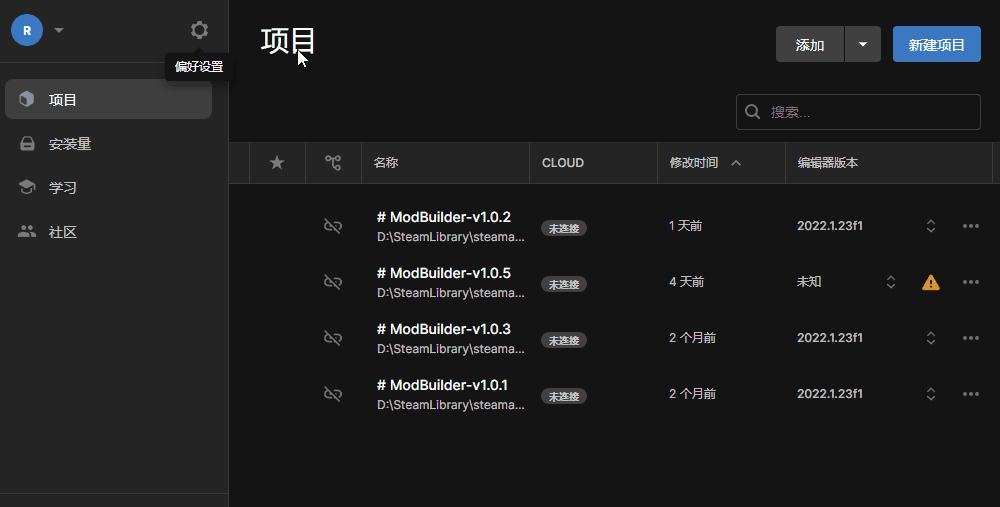 R
偏好设置
项目
安装量
学习
社区
项目
添加
新建项目
搜索...
名称
CLOUD
修改时间
编辑器版本
# ModBuilder-v1.0.2
D:\SteamLibrary\steama...
未连接
1 天前
2022.1.23f1
# ModBuilder-v1.0.5
D:\SteamLibrary\steama...
未连接
4 天前
未知
# ModBuilder-v1.0.3
D:\SteamLibrary\steama...
未连接
2 个月前
2022.1.23f1
# ModBuilder-v1.0.1
D:\SteamLibrary\steama...
未连接
2 个月前
2022.1.23f1